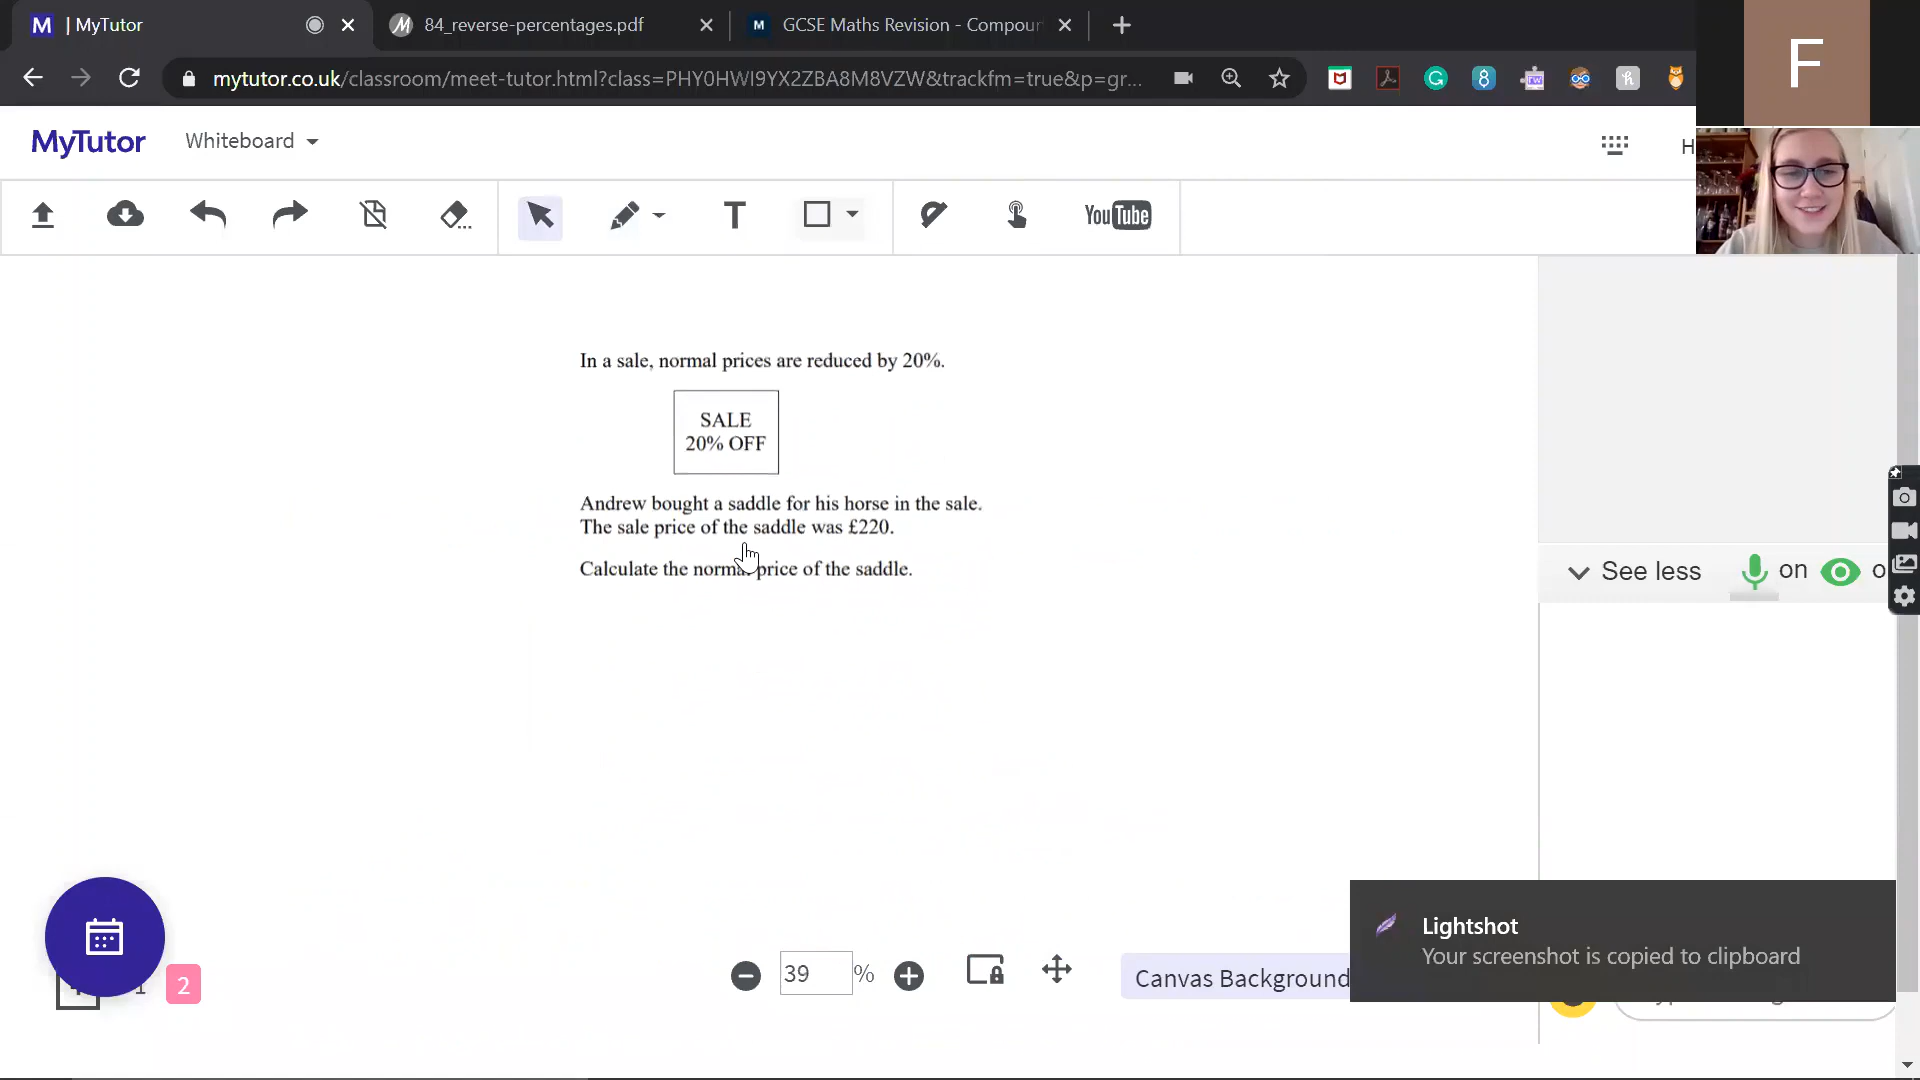 | MyTutor
84_reverse-percentages.pdf
GCSE Maths Revision - Compour
mytutor.co.uk/classroom/meet-tutor.html?class=PHY0HWI9YX2ZBA8M8VZW&trackfm=true&p=gr...
F
MyTutor
Whiteboard
H
T
YouTube
In a sale, normal prices are reduced by 20%.
SALE
20% OFF
Andrew bought a saddle for his horse in the sale.
The sale price of the saddle was £220.
Calculate the normal price of the saddle.
See less
on
o
Lightshot
Your screenshot is copied to clipboard
1
2
39
%
Canvas Background